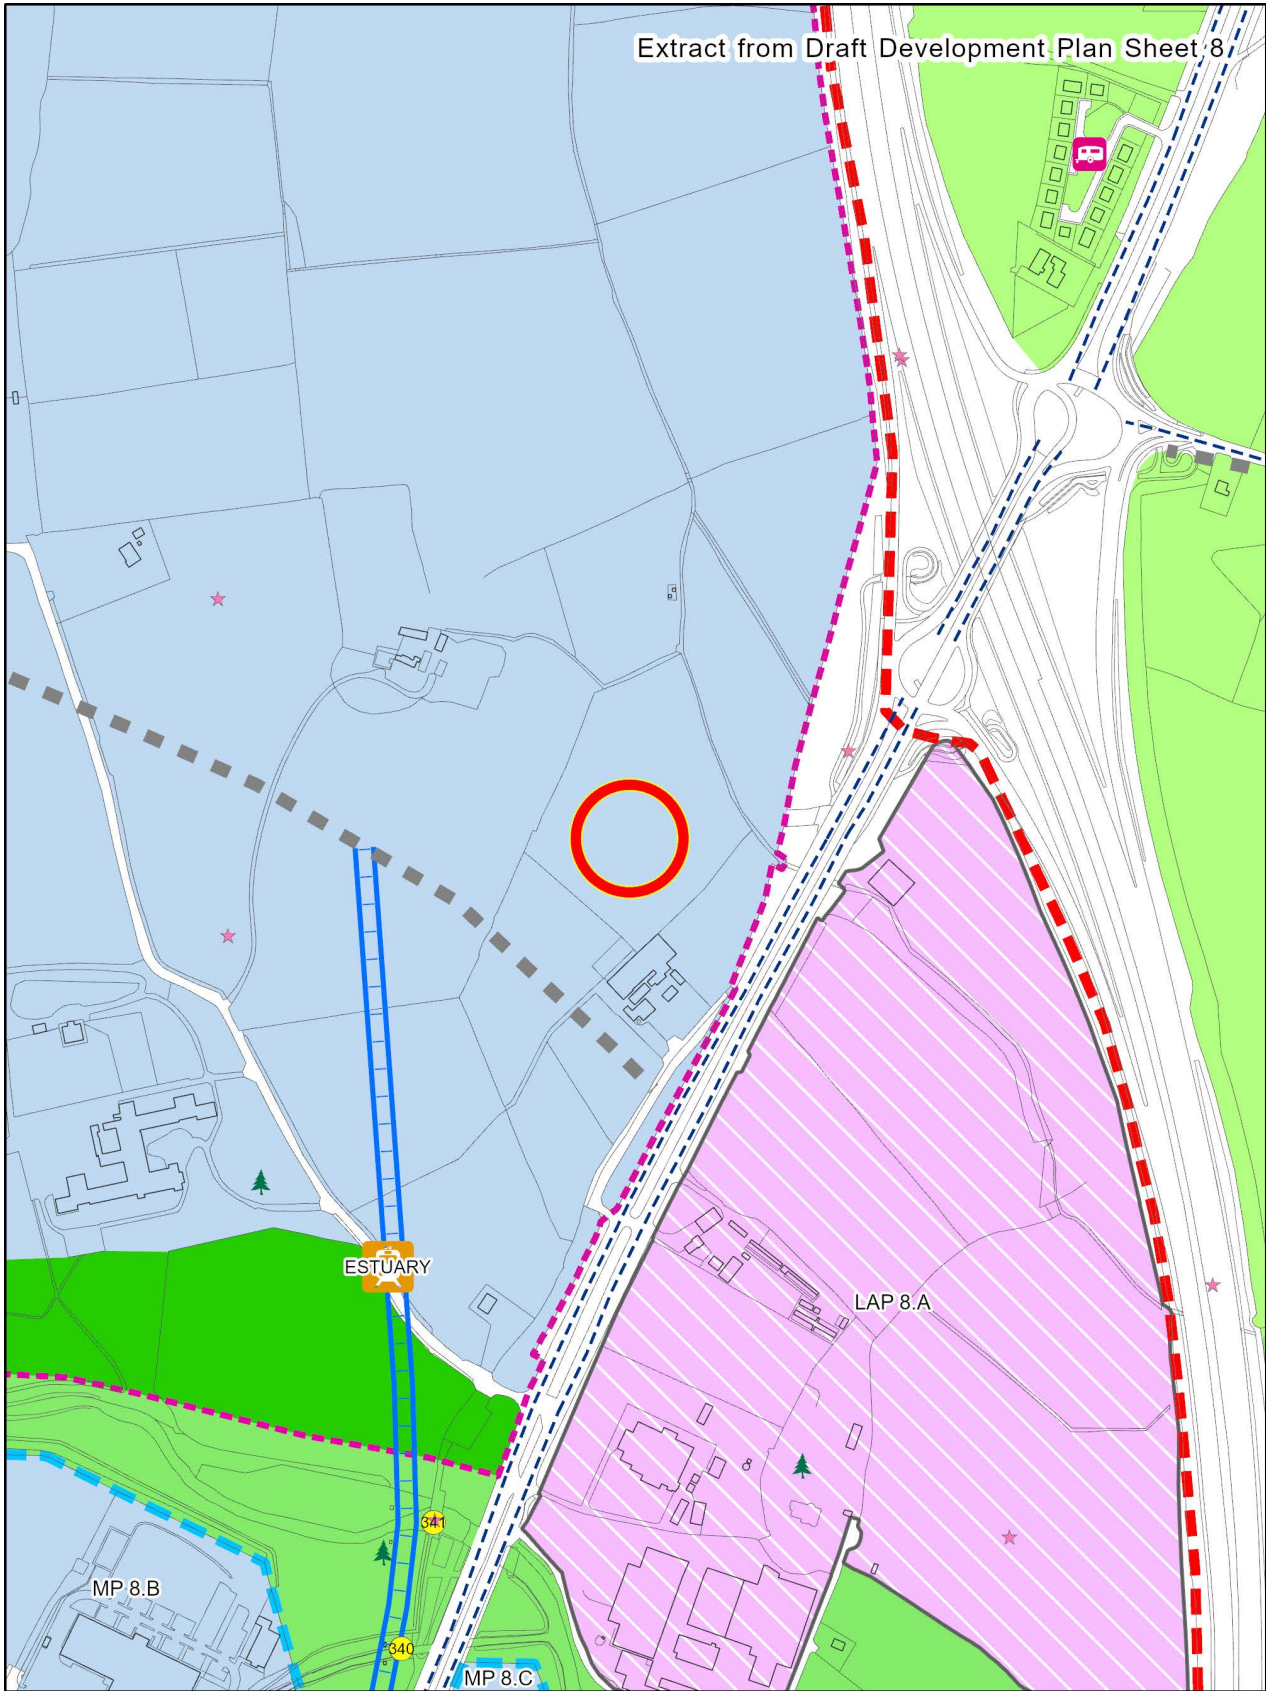 Extract from Draft Development Plan Sheet 8
ESTUARY
LAP 8.A
341
MP 8.B
340
MP 8.C